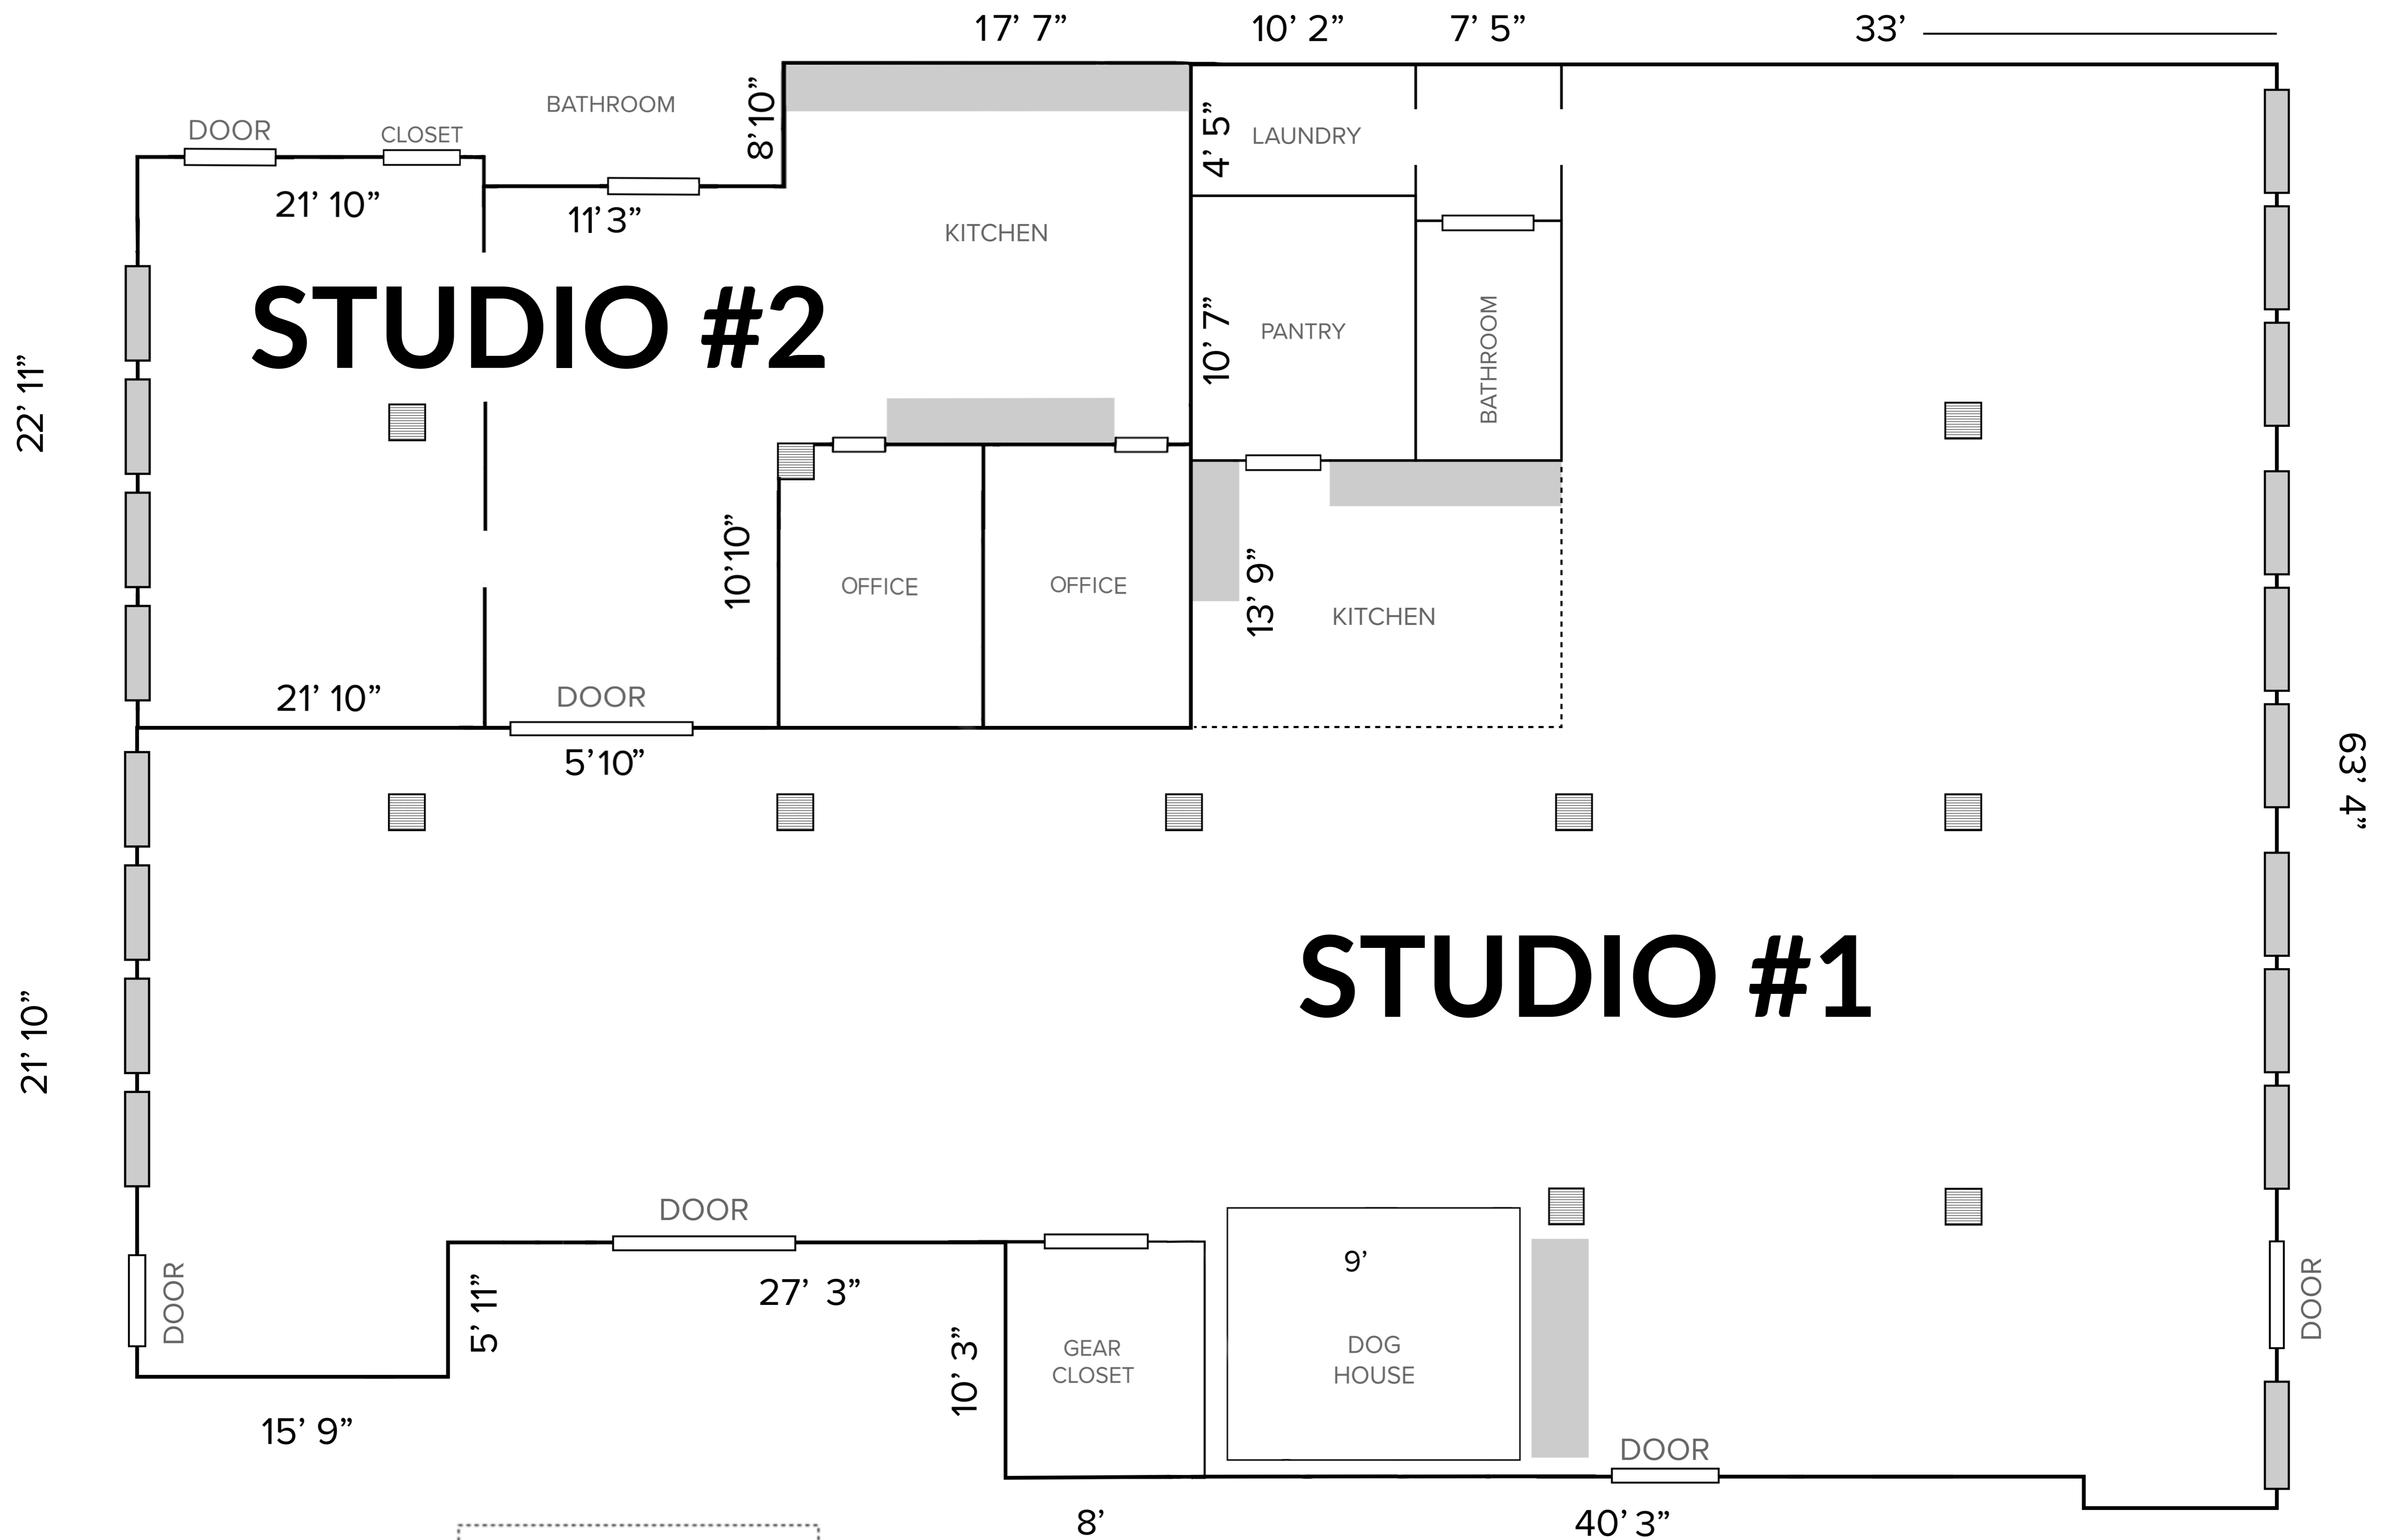 17’ 7”
10’ 2”
7’ 5”
33’
BATHROOM
8’10”
DOOR
CLOSET
4’ 5”
LAUNDRY
21’ 10”
11’3”
KITCHEN
STUDIO #2
10’ 7”
PANTRY
BATHROOM
22’ 11”
10’10”
OFFICE
OFFICE
13’ 9”
KITCHEN
21’ 10”
DOOR
5’10”
63’ 4”
STUDIO #1
21’ 10”
DOOR
DOOR
5’ 11”
27’ 3”
9’
DOOR
10’ 3”
GEAR
CLOSET
DOG
HOUSE
15’ 9”
DOOR
8'
40’ 3”